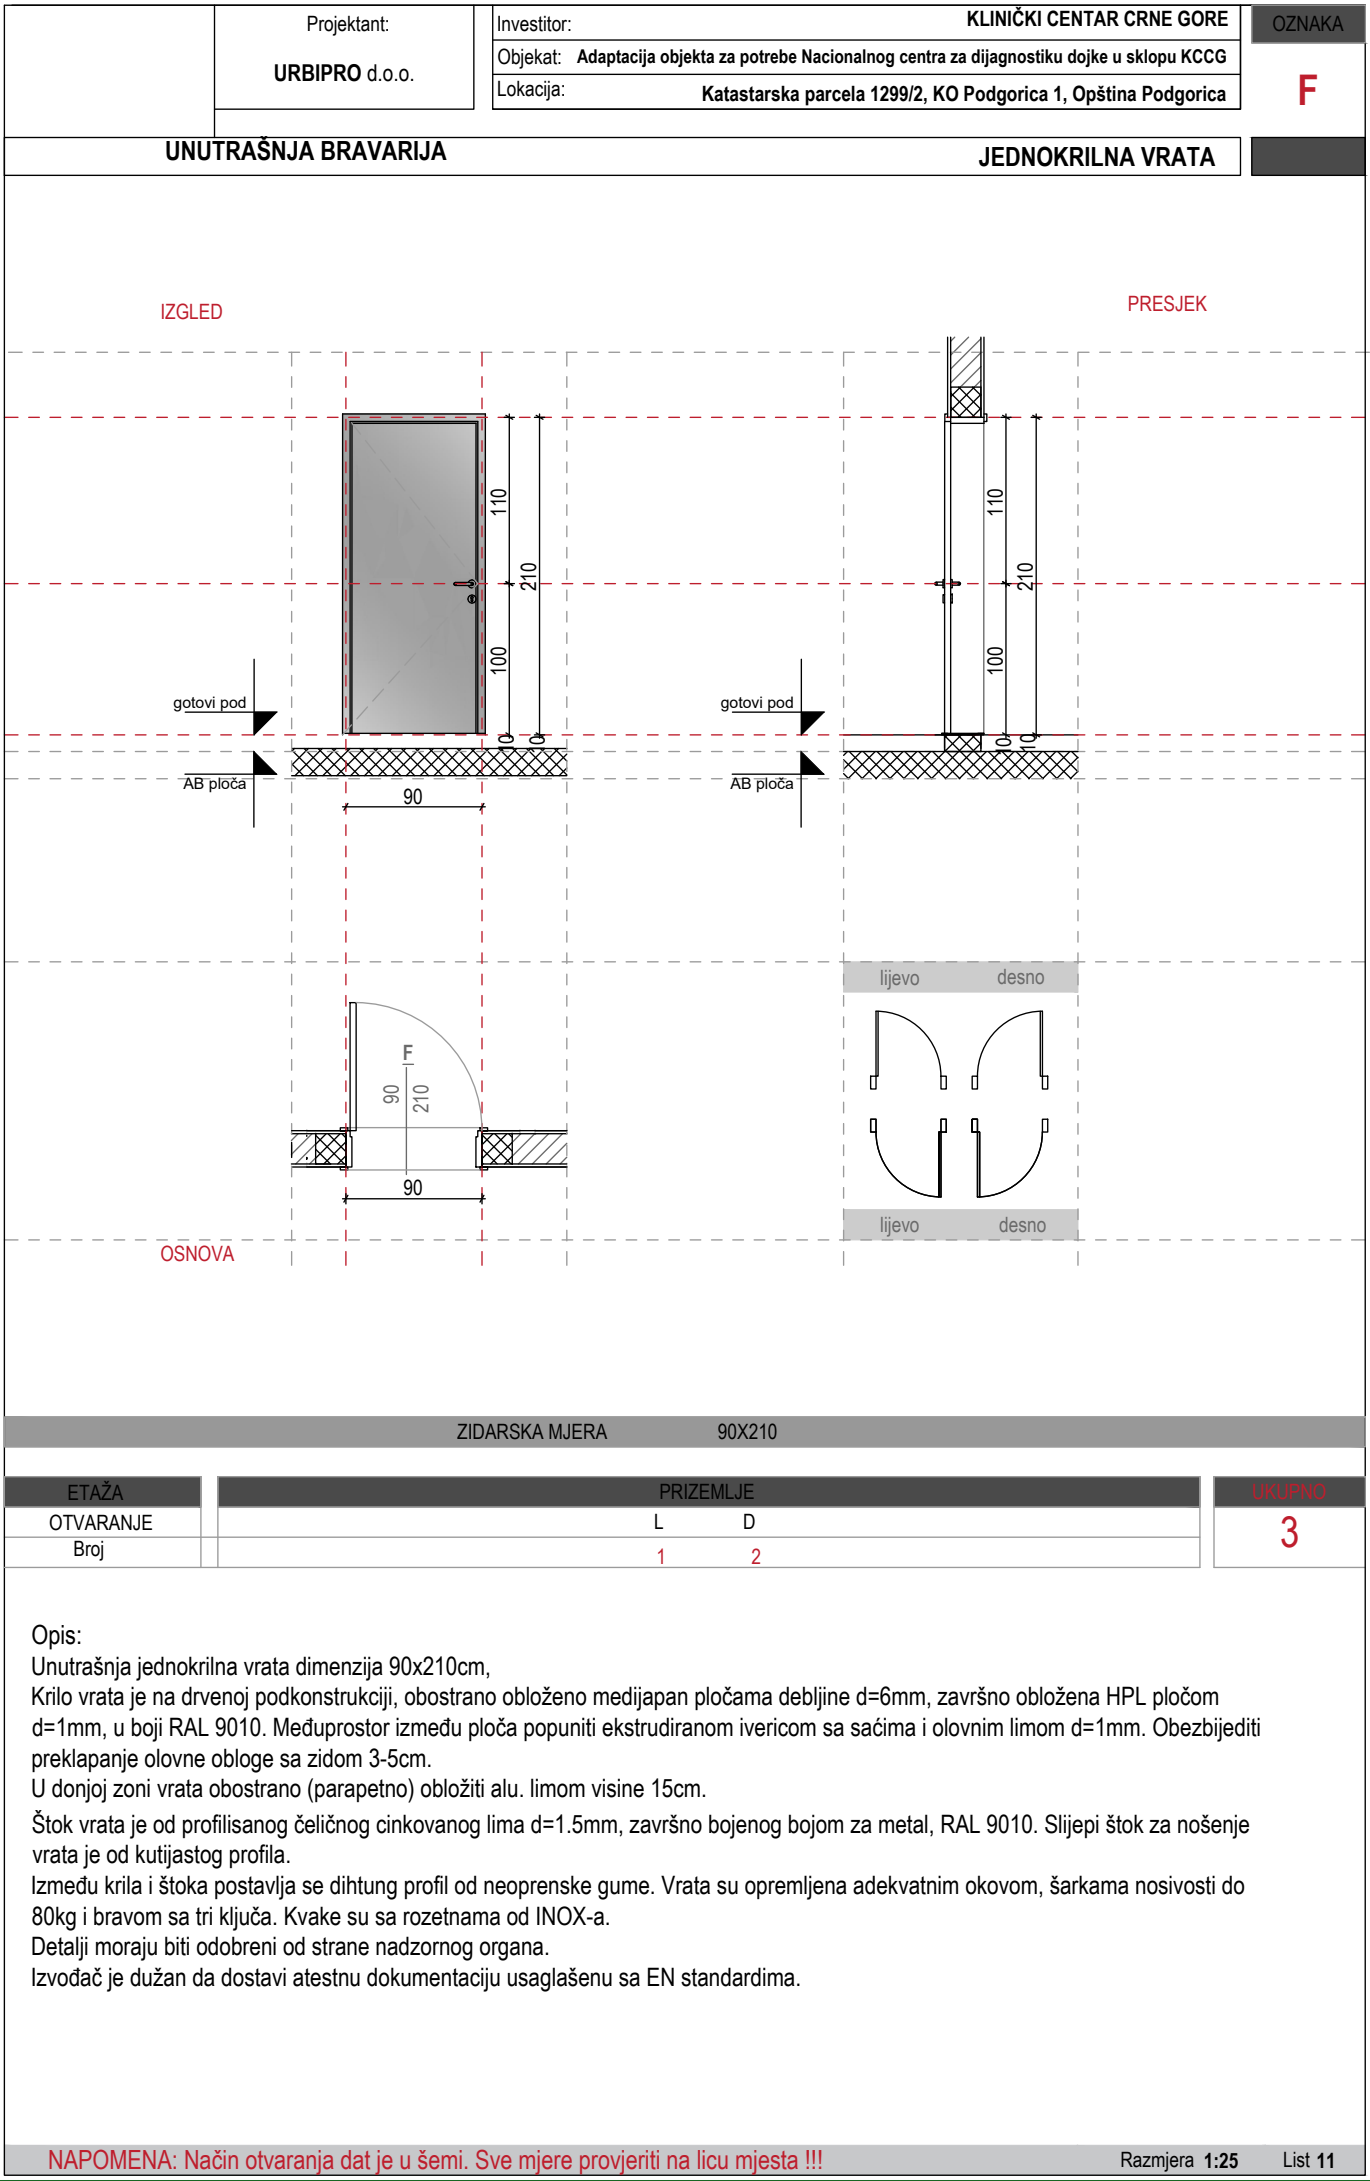 Projektant:
URBIPRO d.o.o.
Investitor: KLINIČKI CENTAR CRNE GORE
Objekat: Adaptacija objekta za potrebe Nacionalnog centra za dijagnostiku dojke u sklopu KCCG
Lokacija: Katastarska parcela 1299/2, KO Podgorica 1, Opština Podgorica
OZNAKA
F
UNUTRAŠNJA BRAVARIJA
JEDNOKRILNA VRATA
IZGLED
PRESJEK
110
210
100
10
10
gotovi pod
AB ploča
90
110
210
100
10
10
gotovi pod
AB ploča
lijevo desno
F
90
210
90
lijevo desno
OSNOVA
ZIDARSKA MJERA 90X210
ETAŽA PRIZEMLJE UKUPNO
OTVARANJE L D 3
Broj 1 2
Opis:
Unutrašnja jednokrilna vrata dimenzija 90x210cm,
Krilo vrata je na drvenoj podkonstrukciji, obostrano obloženo medijapan pločama debljine d=6mm, završno obložena HPL pločom
d=1mm, u boji RAL 9010. Međuprostor između ploča popuniti ekstrudiranom ivericom sa saćima i olovnim limom d=1mm. Obezbijediti
preklapanje olovne obloge sa zidom 3-5cm.
U donjoj zoni vrata obostrano (parapetno) obložiti alu. limom visine 15cm.
Štok vrata je od profilisanog čeličnog cinkovanog lima d=1.5mm, završno bojenog bojom za metal, RAL 9010. Slijepi štok za nošenje
vrata je od kutijastog profila.
Između krila i štoka postavlja se dihtung profil od neoprenske gume. Vrata su opremljena adekvatnim okovom, šarkama nosivosti do
80kg i bravom sa tri ključa. Kvake su sa rozetnama od INOX-a.
Detalji moraju biti odobreni od strane nadzornog organa.
Izvođač je dužan da dostavi atestnu dokumentaciju usaglašenu sa EN standardima.
NAPOMENA: Način otvaranja dat je u šemi. Sve mjere provjeriti na licu mjesta !!!
Razmjera 1:25 List 11